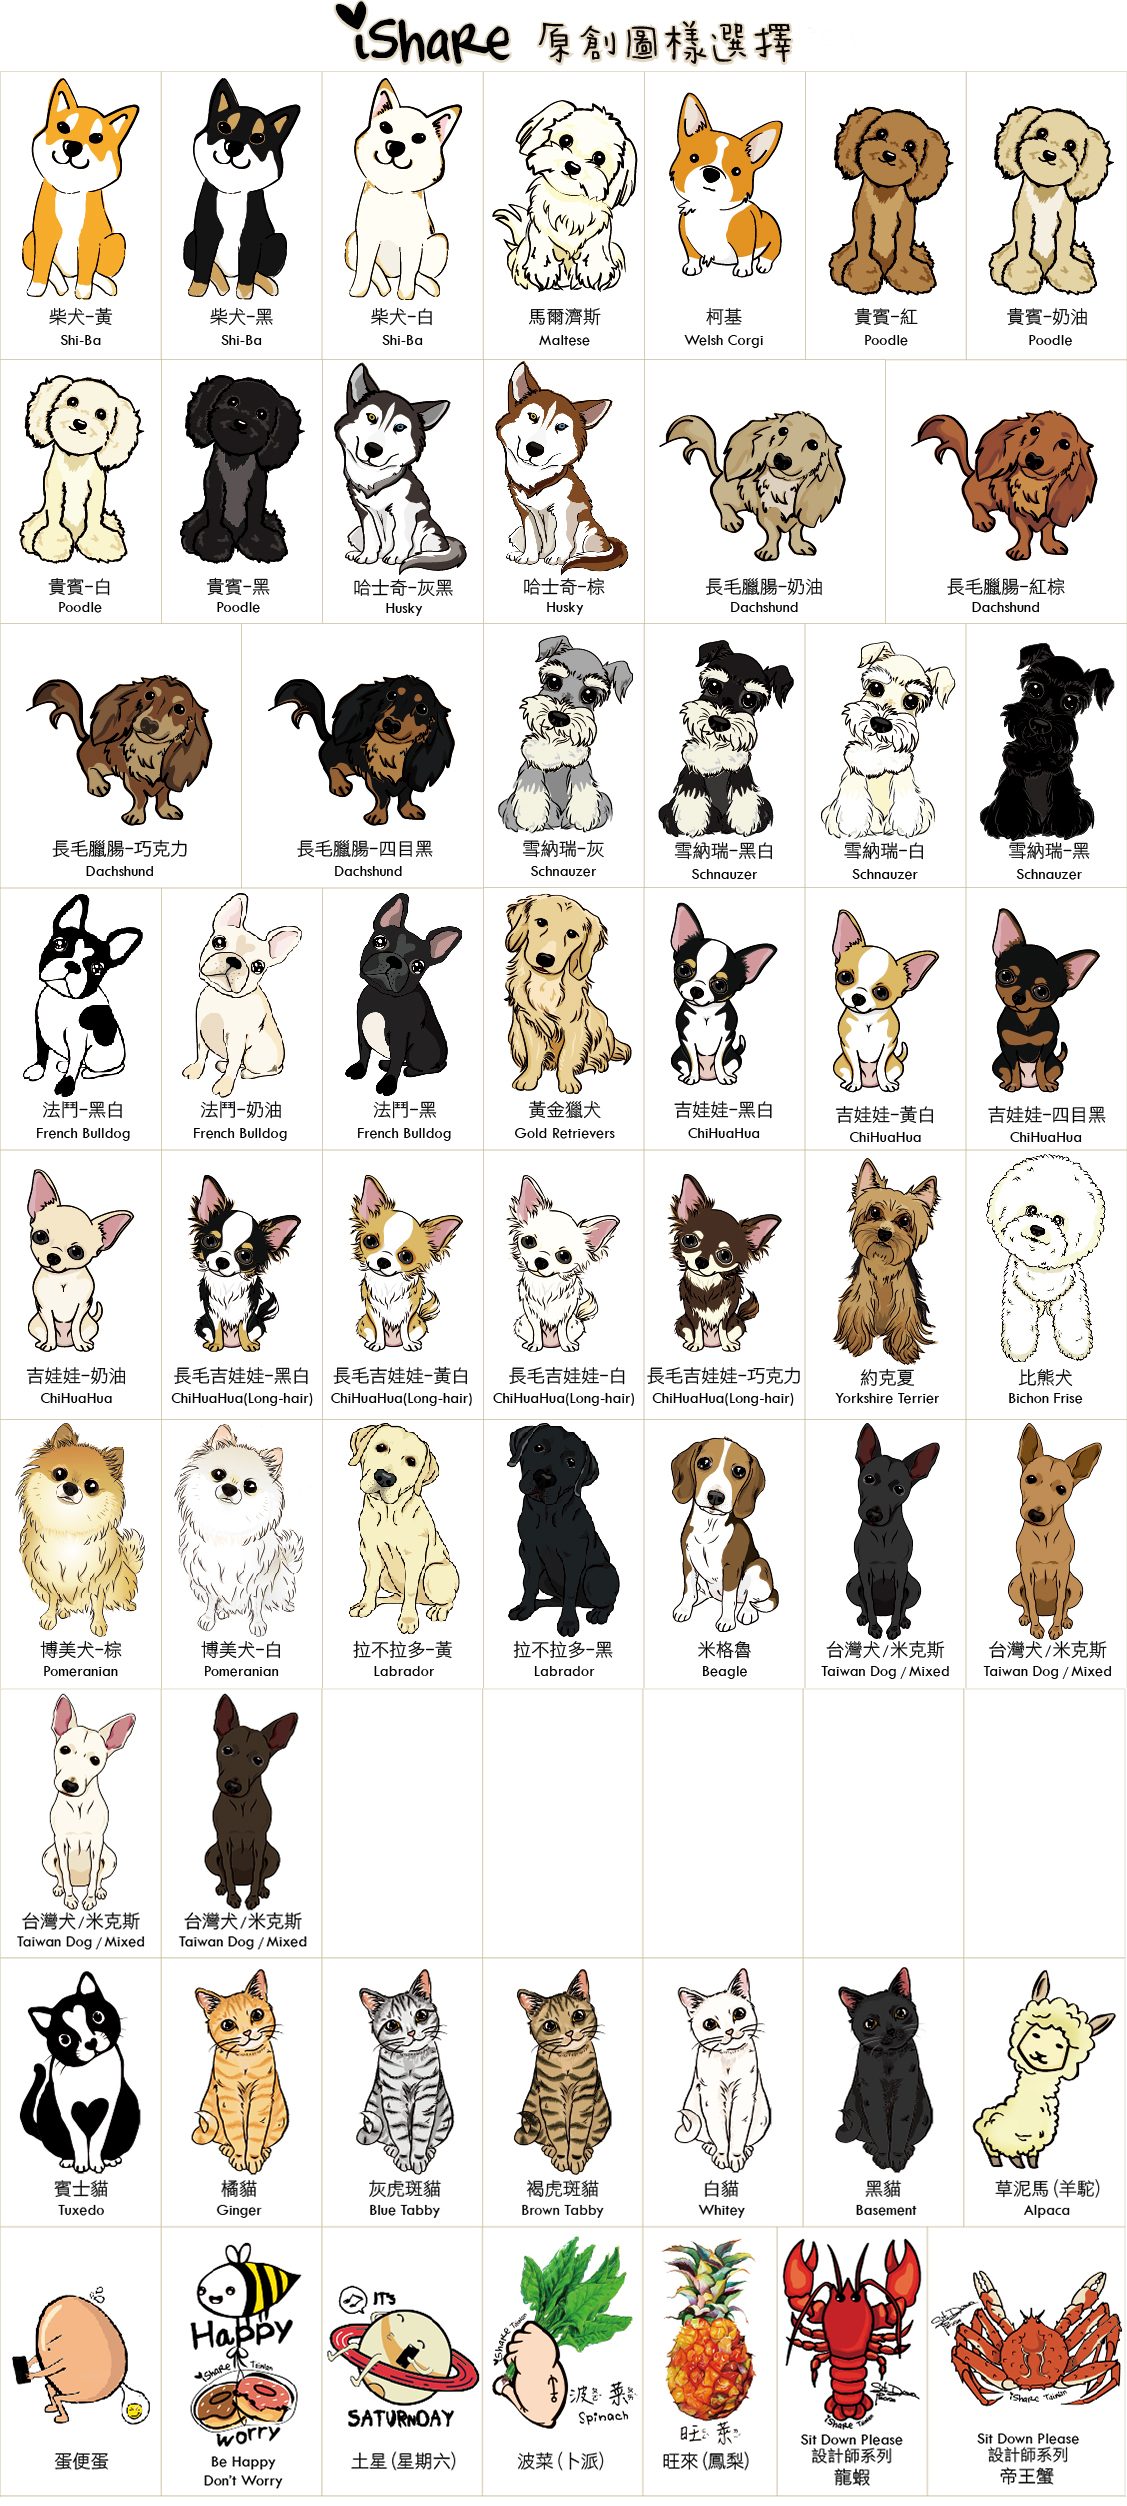 iShaRe 原創圖樣選擇
柴犬-黃
Shi-Ba
柴犬-黑
Shi-Ba
柴犬-白
Shi-Ba
馬爾濟斯
Maltese
柯基
Welsh Corgi
貴賓-紅
Poodle
貴賓-奶油
Poodle
貴賓-白
Poodle
貴賓-黑
Poodle
哈士奇-灰黑
Husky
哈士奇-棕
Husky
長毛臘腸-奶油
Dachshund
長毛臘腸-紅棕
Dachshund
長毛臘腸-巧克力
Dachshund
長毛臘腸-四目黑
Dachshund
雪納瑞-灰
Schnauzer
雪納瑞-黑白
Schnauzer
雪納瑞-白
Schnauzer
雪納瑞-黑
Schnauzer
法鬥-黑白
French Bulldog
法鬥-奶油
French Bulldog
法鬥-黑
French Bulldog
黃金獵犬
Gold Retrievers
吉娃娃-黑白
ChiHuaHua
吉娃娃-黃白
ChiHuaHua
吉娃娃-四目黑
ChiHuaHua
吉娃娃-奶油
ChiHuaHua
長毛吉娃娃-黑白
ChiHuaHua(Long-hair)
長毛吉娃娃-黃白
ChiHuaHua(Long-hair)
長毛吉娃娃-白
ChiHuaHua(Long-hair)
長毛吉娃娃-巧克力
ChiHuaHua(Long-hair)
約克夏
Yorkshire Terrier
比熊犬
Bichon Frise
博美犬-棕
Pomeranian
博美犬-白
Pomeranian
拉不拉多-黃
Labrador
拉不拉多-黑
Labrador
米格魯
Beagle
台灣犬/米克斯
Taiwan Dog / Mixed
台灣犬/米克斯
Taiwan Dog / Mixed
台灣犬/米克斯
Taiwan Dog / Mixed
台灣犬/米克斯
Taiwan Dog / Mixed
賓士貓
Tuxedo
橘貓
Ginger
灰虎斑貓
Blue Tabby
褐虎斑貓
Brown Tabby
白貓
Whitey
黑貓
Basement
草泥馬 (羊駝)
Alpaca
蛋便蛋
Happy
iShaRe Taiwan
worry
Be Happy
Don't Worry
IT's
SATURnDAY
土星 (星期六)
iShaRe Taiwan
波菜
Spinach
波菜 (卜派)
旺萊
旺來 (鳳梨)
Sit Down Please
iShaRe Taiwan
Sit Down Please
設計師系列
龍蝦
Sit Down Please
iShaRe Taiwan
Sit Down Please
設計師系列
帝王蟹